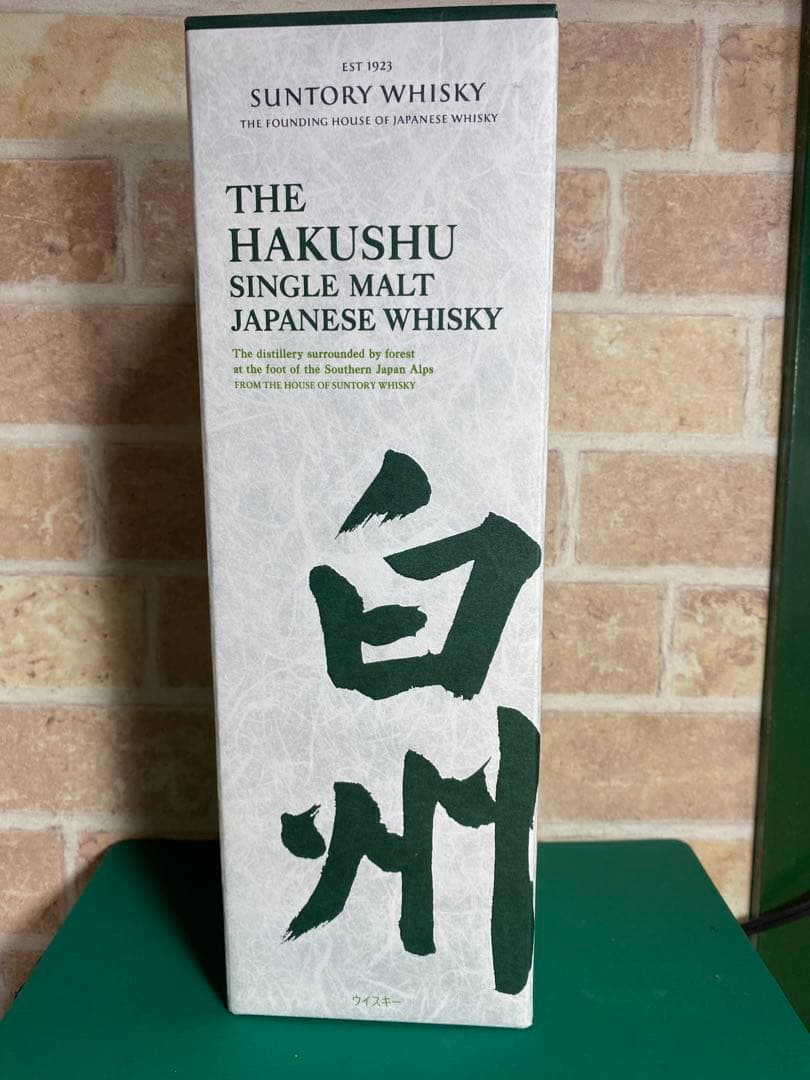 EST 1923
SUNTORY WHISKY
THE FOUNDING HOUSE OF JAPANESE WHISKY
THE
HAKUSHU
SINGLE MALT
JAPANESE WHISKY
The distillery surrounded by forest
at the foot of the Southern Japan Alps
FROM THE HOUSE OF SUNTORY WHISKY
白
州
ウイスキー